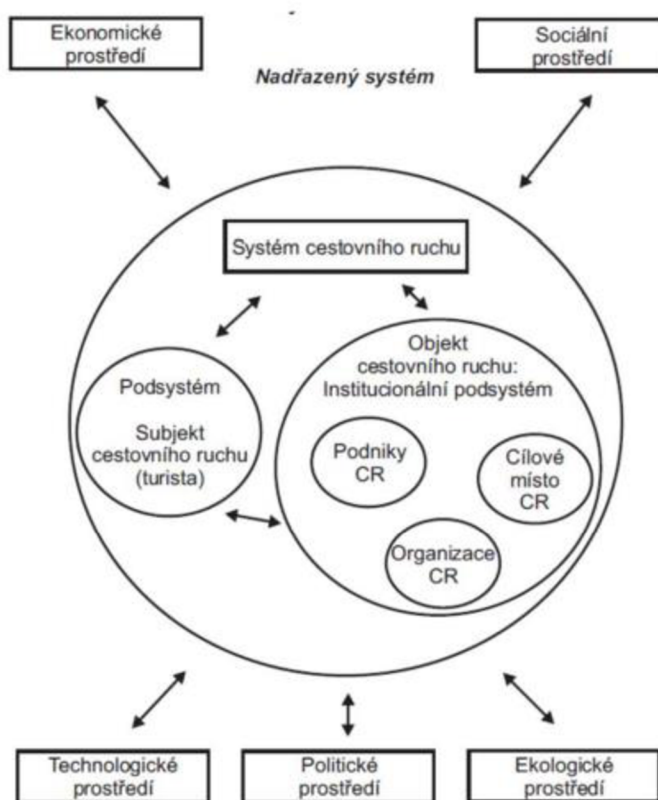 Ekonomické
prostředí
Sociální
prostředí
Nadřazený systém
Systém cestovního ruchu
Podsystém
Subjekt
cestovního ruchu
(turista)
Objekt
cestovního ruchu:
Institucionální podsystém
Podniky
CR
Cílové
místo
CR
Organizace
CR
Technologické
prostředí
Politické
prostředí
Ekologické
prostředí